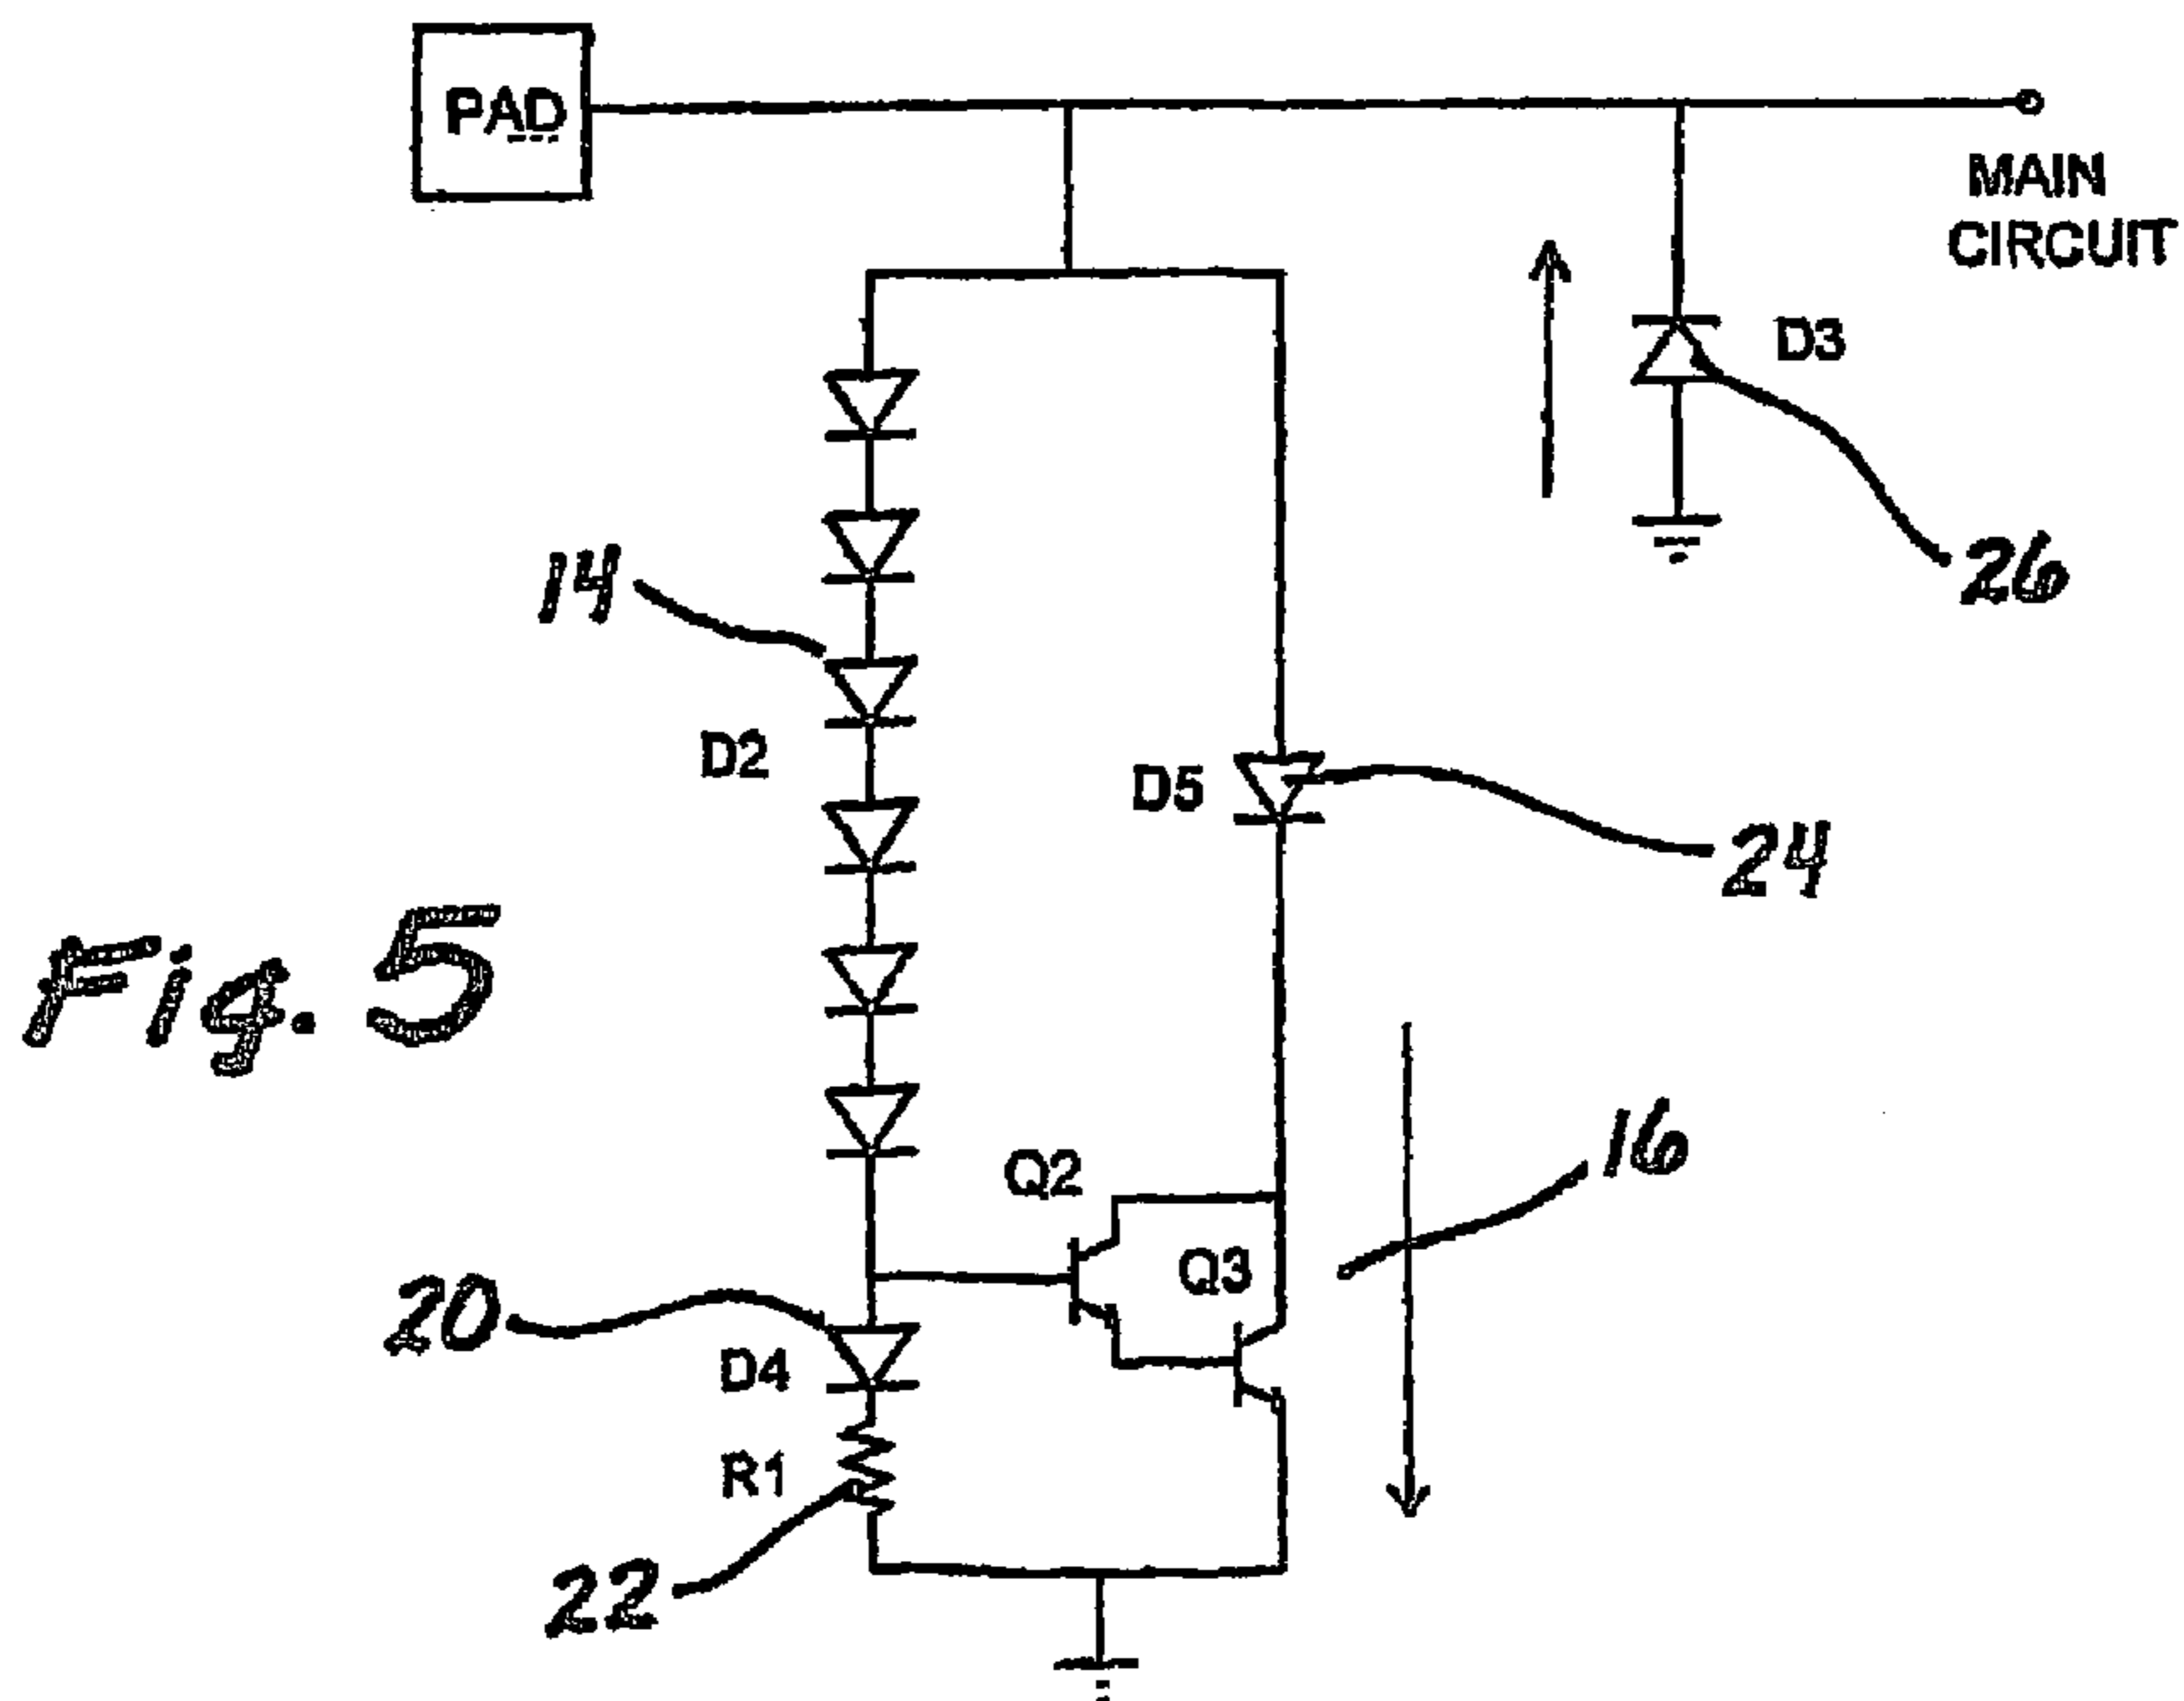 PAD
MAIN
CIRCUIT
D3
26
14
D2
D5
24
Fig. 5
Q2
16
Q3
20
D4
R1
22